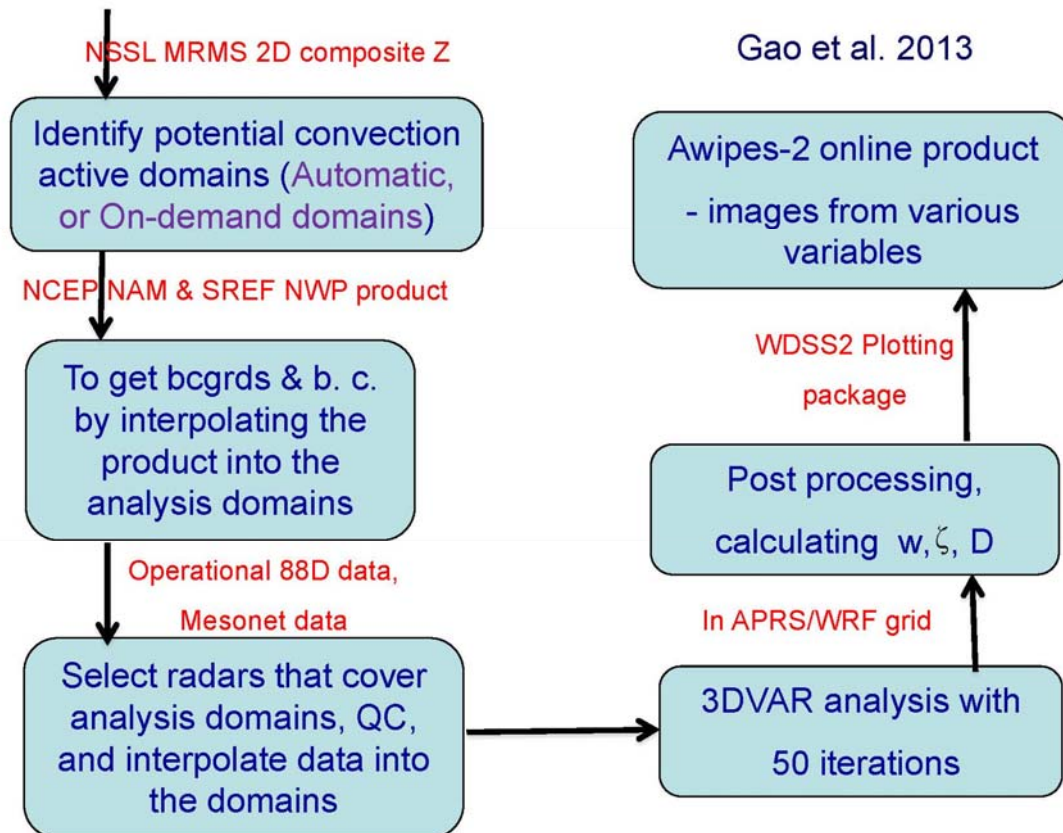 NSSL MRMS 2D composite Z
Identify potential convection
active domains (Automatic,
or On-demand domains)
NCEP NAM & SREF NWP product
To get bcgrds & b. c.
by interpolating the
product into the
analysis domains
Operational 88D data,
Mesonet data
Select radars that cover
analysis domains, QC,
and interpolate data into
the domains
3DVAR analysis with
50 iterations
In APRS/WRF grid
Post processing,
calculating w, ζ, D
WDSS2 Plotting
package
Awipes-2 online product
- images from various
variables
Gao et al. 2013